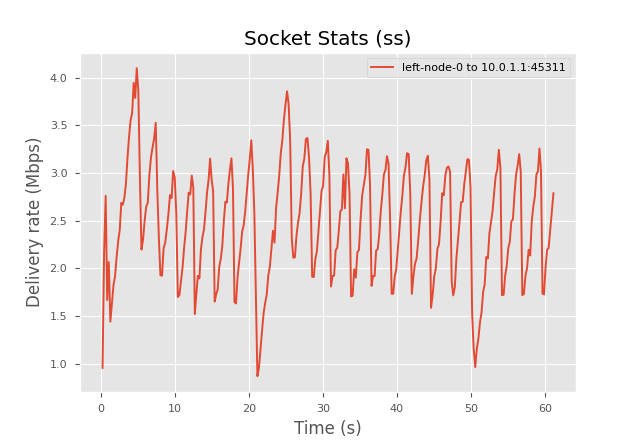 Socket Stats (ss)
left-node-0 to 10.0.1.1:45311
Delivery rate (Mbps)
4.0
3.5
3.0
2.5
2.0
1.5
1.0
0 10 20 30 40 50 60
Time (s)